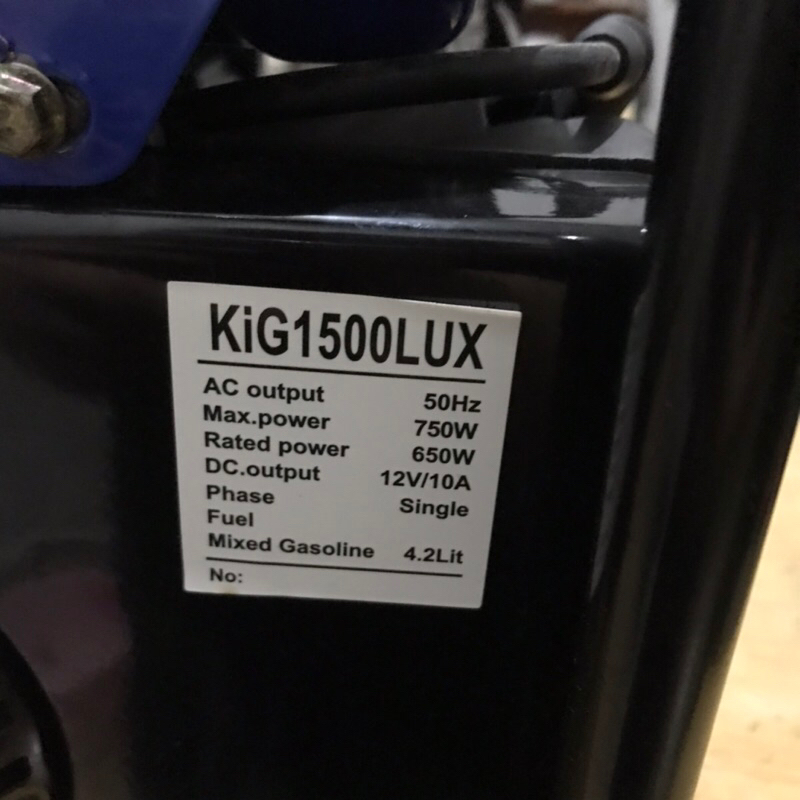 KiG1500LUX
AC output 50Hz
Max.power 750W
Rated power 650W
DC.output 12V/10A
Phase Single
Fuel
Mixed Gasoline 4.2Lit
No: